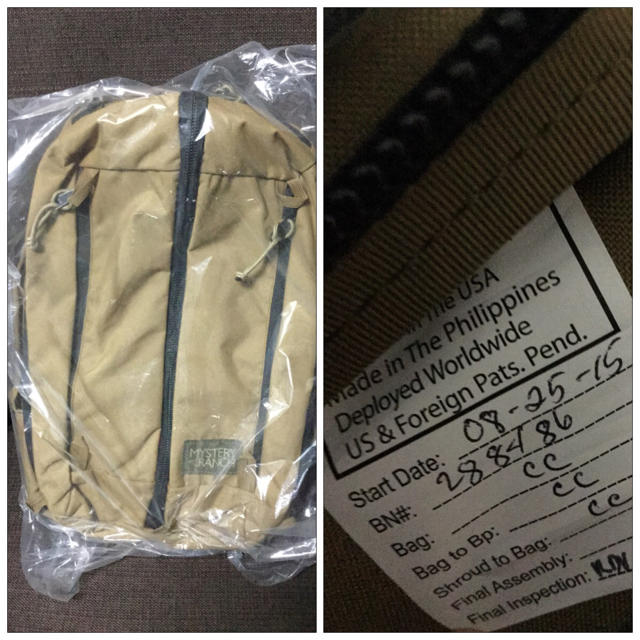 MYSTERY
RANCH
in the USA
Made in The Philippines
Deployed Worldwide
US & Foreign Pats. Pend.
Start Date: 08-25-15
BN#: 288486
Bag: CC
Bag to Bp: CC
Shroud to Bag: CC
Final Assembly:
Final Inspection: